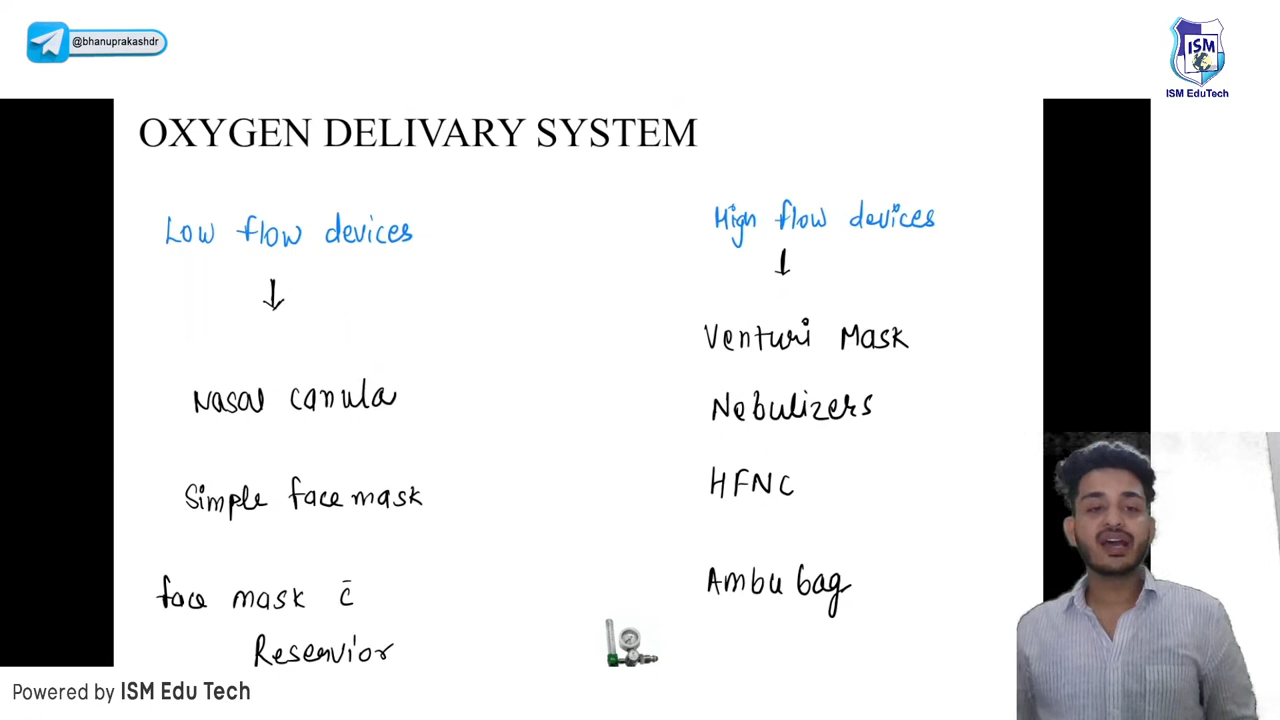 @bhanuprakashdr
ISM
ISM EduTech
OXYGEN DELIVARY SYSTEM
Low flow devices
High flow devices
↓
↓
Venturi Mask
Nasal canula
Nebulizers
Simple face mask
HFNC
face mask c̄
Ambu bag
Reservior
Powered by ISM Edu Tech